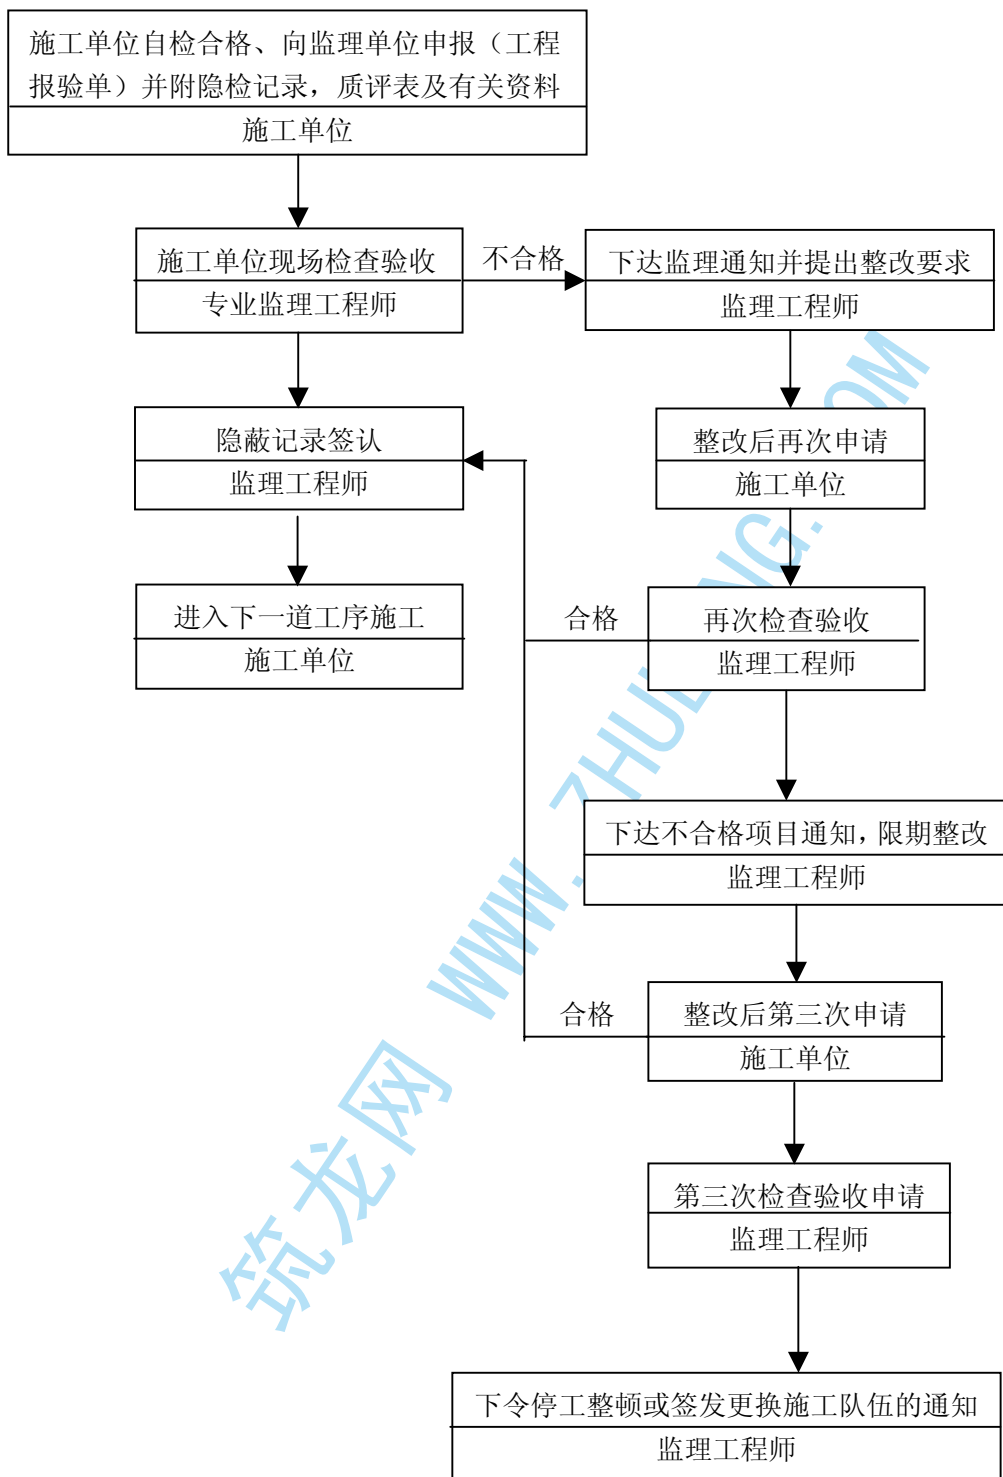 施工单位自检合格、向监理单位申报（工程
报验单）并附隐检记录，质评表及有关资料
施工单位
施工单位现场检查验收
专业监理工程师
不合格
下达监理通知并提出整改要求
监理工程师
隐蔽记录签认
监理工程师
整改后再次申请
施工单位
进入下一道工序施工
施工单位
合格
再次检查验收
监理工程师
下达不合格项目通知，限期整改
监理工程师
合格
整改后第三次申请
施工单位
第三次检查验收申请
监理工程师
下令停工整顿或签发更换施工队伍的通知
监理工程师
筑龙网 WWW.ZHULONG.COM